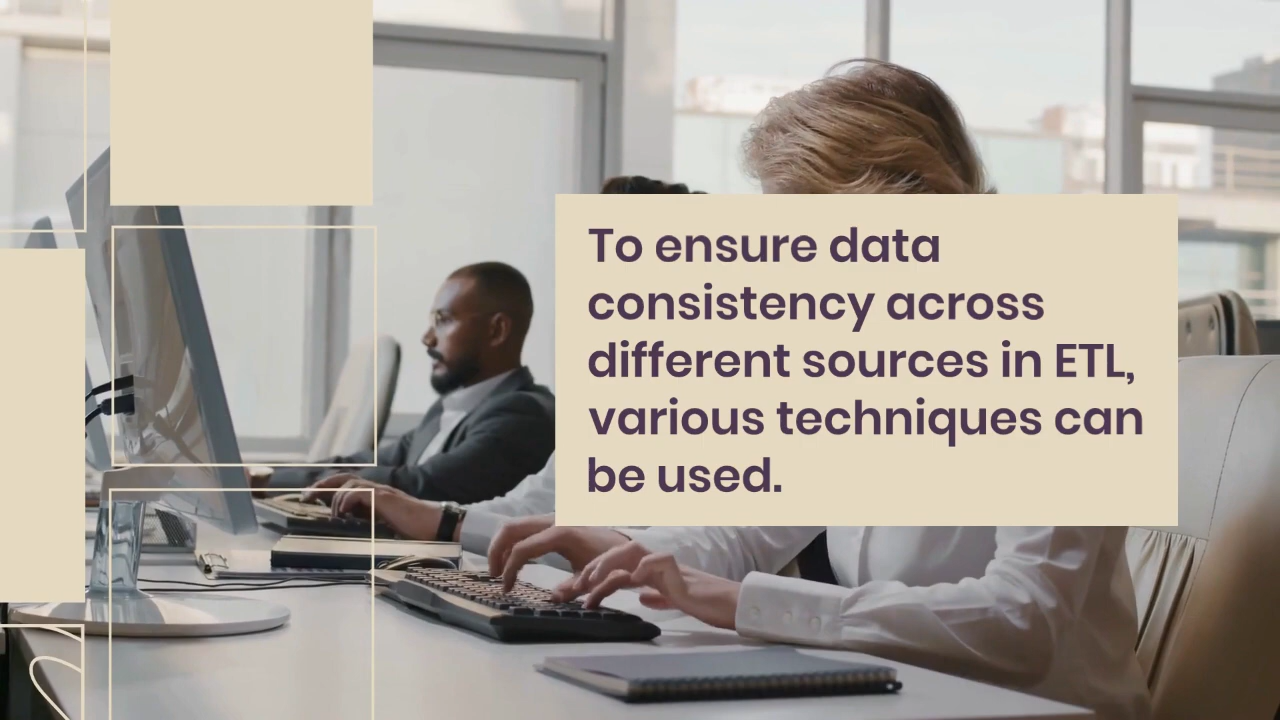 To ensure data
consistency across
different sources in ETL,
various techniques can
be used.